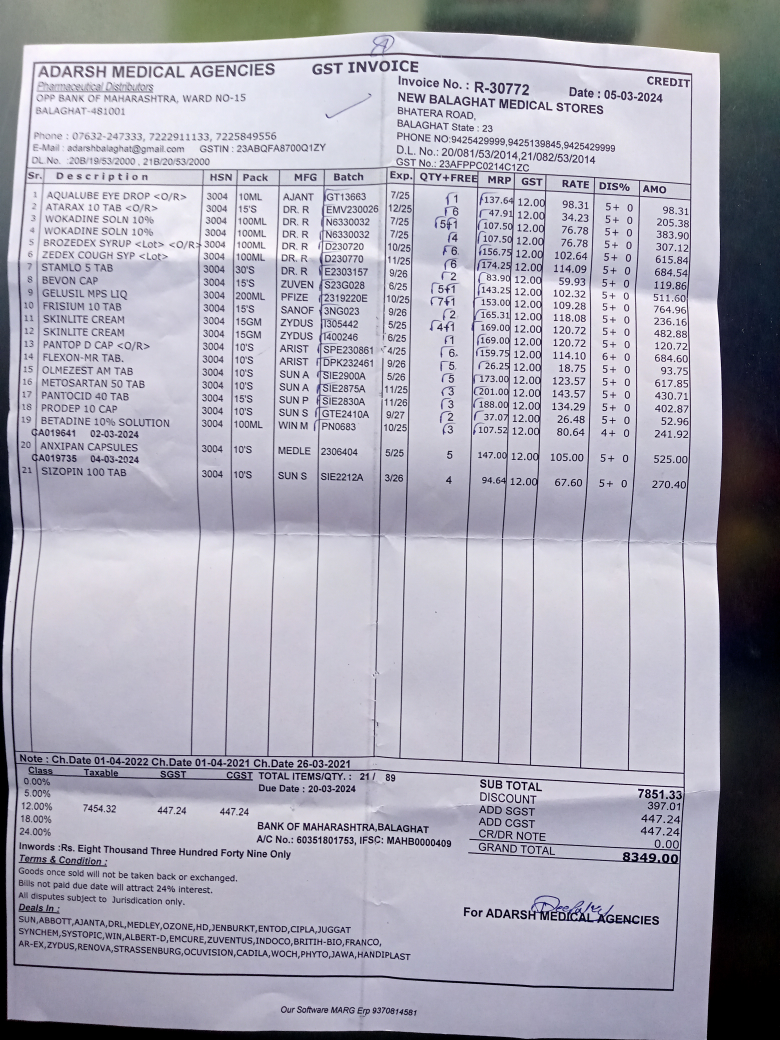 ADARSH MEDICAL AGENCIES GST INVOICE CREDIT
Pharmaceutical Distributors Invoice No. : R-30772 Date : 05-03-2024
OPP BANK OF MAHARASHTRA, WARD NO-15 NEW BALAGHAT MEDICAL STORES
BALAGHAT-481001 BHATERA ROAD,
BALAGHAT State : 23
Phone : 07632-247333, 7222911133, 7225849556 PHONE NO:9425429999,9425139845,9425429999
E-Mail : adarshbalaghat@gmail.com GSTIN : 23ABQFA8700Q1ZY D.L. No.: 20/081/53/2014,21/082/53/2014
DL No. :20B/19/53/2000 , 21B/20/53/2000 GST No.: 23AFPPC0214C1ZC
Sr. Description HSN Pack MFG Batch Exp. QTY+FREE MRP GST RATE DIS% AMO
1 AQUALUBE EYE DROP <O/R> 3004 10ML AJANT GT13663 7/25 1 137.64 12.00 98.31 5+ 0 98.31
2 ATARAX 10 TAB <O/R> 3004 15'S DR. R EMV230026 12/25 6 47.91 12.00 34.23 5+ 0 205.38
3 WOKADINE SOLN 10% 3004 100ML DR. R N6330032 7/25 5+1 107.50 12.00 76.78 5+ 0 383.90
4 WOKADINE SOLN 10% 3004 100ML DR. R N6330032 7/25 4 107.50 12.00 76.78 5+ 0 307.12
5 BROZEDEX SYRUP <Lot> <O/R> 3004 100ML DR. R D230720 10/25 6 156.75 12.00 102.64 5+ 0 615.84
6 ZEDEX COUGH SYP <Lot> 3004 100ML DR. R D230770 11/25 6 174.25 12.00 114.09 5+ 0 684.54
7 STAMLO 5 TAB 3004 30'S DR. R E2303157 9/26 2 83.90 12.00 59.93 5+ 0 119.86
8 BEVON CAP 3004 15'S ZUVEN S23G028 6/25 5+1 143.25 12.00 102.32 5+ 0 511.60
9 GELUSIL MPS LIQ 3004 200ML PFIZE 2319220E 10/25 7+1 153.00 12.00 109.28 5+ 0 764.96
10 FRISIUM 10 TAB 3004 15'S SANOF 3NG023 9/26 2 165.31 12.00 118.08 5+ 0 236.16
11 SKINLITE CREAM 3004 15GM ZYDUS I305442 5/25 4+1 169.00 12.00 120.72 5+ 0 482.88
12 SKINLITE CREAM 3004 15GM ZYDUS I400246 6/25 1 169.00 12.00 120.72 5+ 0 120.72
13 PANTOP D CAP <O/R> 3004 10'S ARIST SPE230861 4/25 6 159.75 12.00 114.10 6+ 0 684.60
14 FLEXON-MR TAB. 3004 10'S ARIST DPK232461 9/26 5 26.25 12.00 18.75 5+ 0 93.75
15 OLMEZEST AM TAB 3004 10'S SUN A SIE2900A 5/26 5 173.00 12.00 123.57 5+ 0 617.85
16 METOSARTAN 50 TAB 3004 10'S SUN A SIE2875A 11/25 3 201.00 12.00 143.57 5+ 0 430.71
17 PANTOCID 40 TAB 3004 15'S SUN P SIE2830A 11/25 3 188.00 12.00 134.29 5+ 0 402.87
18 PRODEP 10 CAP 3004 10'S SUN S GTE2410A 9/27 2 37.07 12.00 26.48 5+ 0 52.96
19 BETADINE 10% SOLUTION 3004 100ML WIN M PN0683 10/25 3 107.52 12.00 80.64 4+ 0 241.92
CA019641 02-03-2024
20 ANXIPAN CAPSULES 3004 10'S MEDLE 2306404 5/25 5 147.00 12.00 105.00 5+ 0 525.00
CA019735 04-03-2024
21 SIZOPIN 100 TAB 3004 10'S SUN S SIE2212A 3/26 4 94.64 12.00 67.60 5+ 0 270.40
Note : Ch.Date 01-04-2022 Ch.Date 01-04-2021 Ch.Date 26-03-2021
Class Taxable SGST CGST TOTAL ITEMS/QTY. : 21 / 89 SUB TOTAL 7851.33
0.00% Due Date : 20-03-2024 DISCOUNT 397.01
5.00% ADD SGST 447.24
12.00% 7454.32 447.24 447.24 ADD CGST 447.24
18.00% BANK OF MAHARASHTRA,BALAGHAT CR/DR NOTE 0.00
24.00% A/C No.: 60351801753, IFSC: MAHB0000409 GRAND TOTAL 8349.00
Inwords :Rs. Eight Thousand Three Hundred Forty Nine Only
Terms & Condition :
Goods once sold will not be taken back or exchanged.
Bills not paid due date will attract 24% interest.
All disputes subject to Jurisdication only.
Deals In : For ADARSH MEDICAL AGENCIES
SUN,ABBOTT,AJANTA,DRL,MEDLEY,OZONE,HD,JENBURKT,ENTOD,CIPLA,JUGGAT
SYNCHEM,SYSTOPIC,WIN,ALBERT-D,EMCURE,ZUVENTUS,INDOCO,BRITIH-BIO,FRANCO,
AR-EX,ZYDUS,RENOVA,STRASSENBURG,OCUVISION,CADILA,WOCH,PHYTO,JAWA,HANDIPLAST
Our Software MARG Erp 9370814581